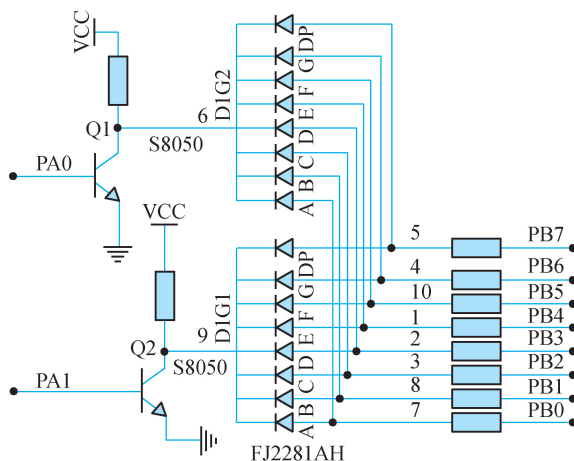 VCC
Q1
PA0
S8050
6
D1G2
DP
G
F
E
D
C
B
A
VCC
Q2
PA1
S8050
9
D1G1
DP
G
F
E
D
C
B
A
5 PB7
4 PB6
10 PB5
1 PB4
2 PB3
3 PB2
8 PB1
7 PB0
FJ2281AH